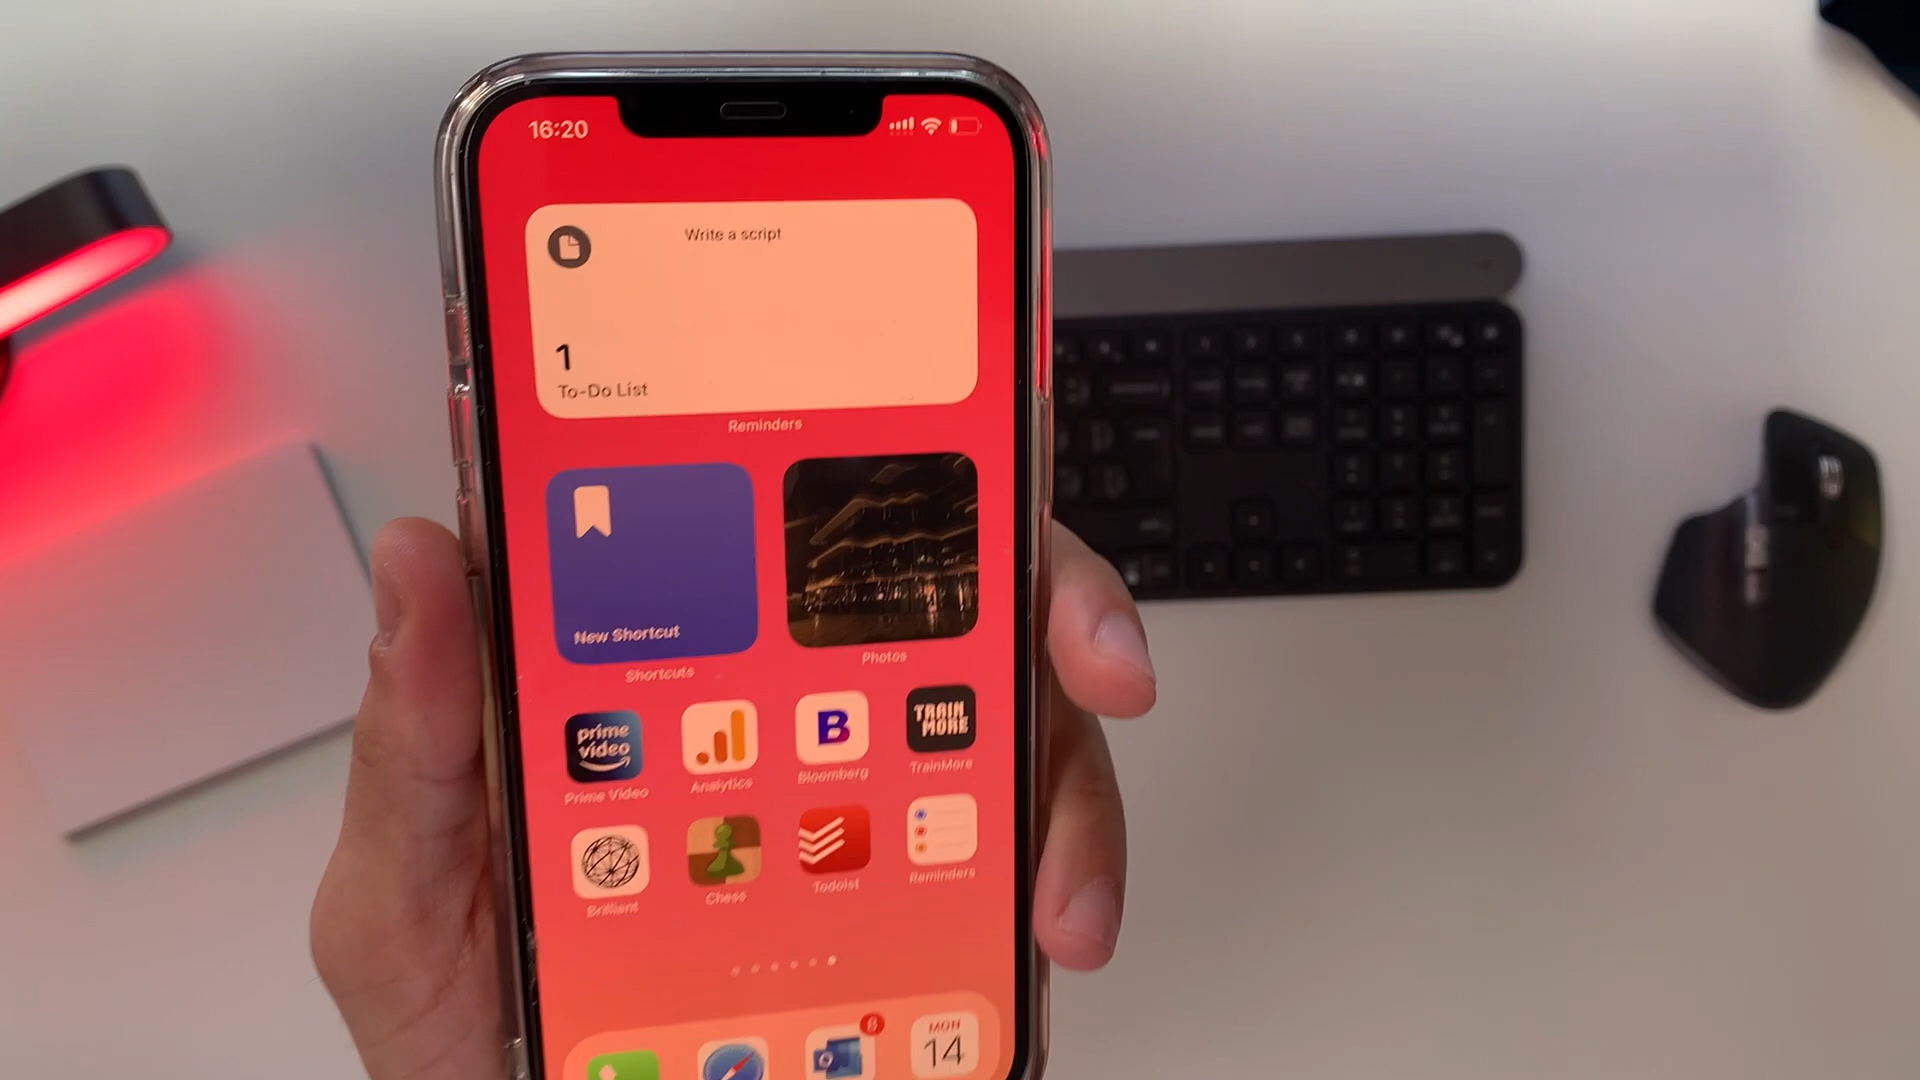 16:20
Write a script
1
To-Do List
Reminders
New Shortcut
Shortcuts
Photos
prime video
TRAIN MORE
B
Prime Video
Analytics
Bloomberg
TrainMore
Brilliant
Chess
Todoist
Reminders
8
MON
14